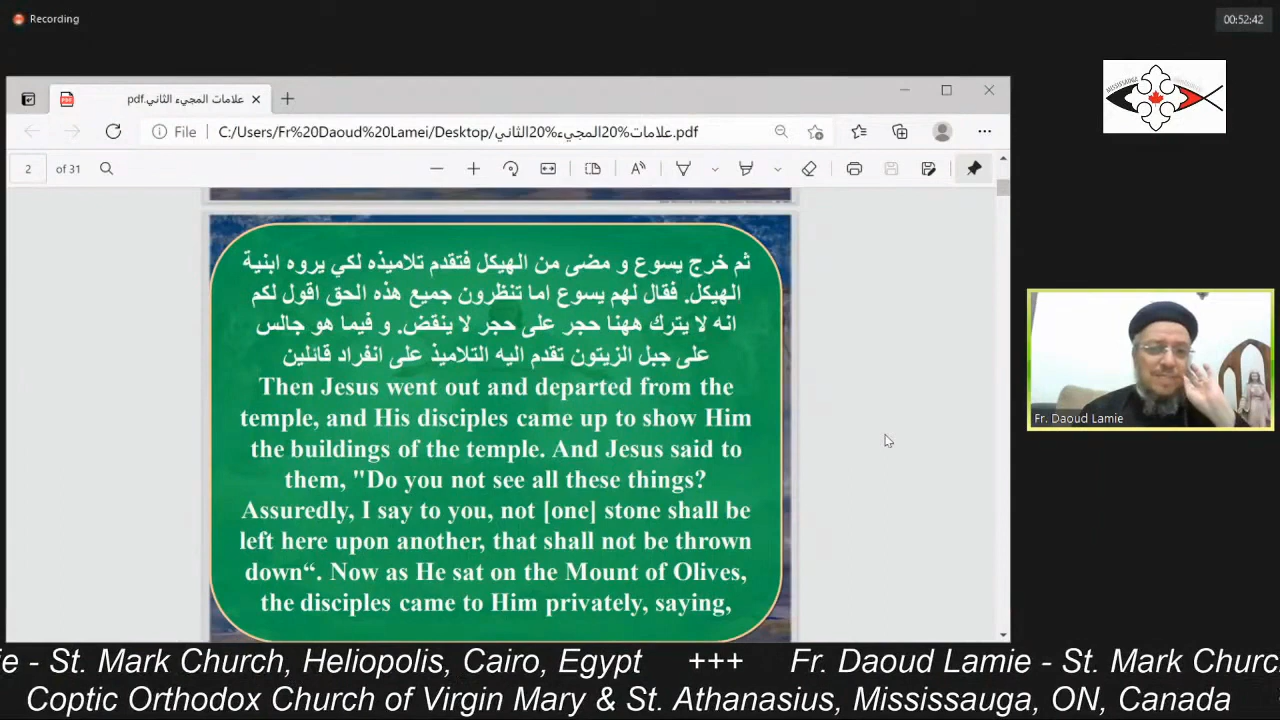 Recording
00:52:42
علامات المجيء الثاني.pdf
File C:/Users/Fr%20Daoud%20Lamei/Desktop/علامات%20المجيء%20الثاني.pdf
2 of 31
ثم خرج يسوع و مضى من الهيكل فتقدم تلاميذه لكي يروه ابنية
الهيكل. فقال لهم يسوع اما تنظرون جميع هذه الحق اقول لكم
انه لا يترك ههنا حجر على حجر لا ينقض. و فيما هو جالس
على جبل الزيتون تقدم اليه التلاميذ على انفراد قائلين
Then Jesus went out and departed from the
temple, and His disciples came up to show Him
the buildings of the temple. And Jesus said to
them, "Do you not see all these things?
Assuredly, I say to you, not [one] stone shall be
left here upon another, that shall not be thrown
down“. Now as He sat on the Mount of Olives,
the disciples came to Him privately, saying,
Fr. Daoud Lamie
ie - St. Mark Church, Heliopolis, Cairo, Egypt +++ Fr. Daoud Lamie - St. Mark Churc
Coptic Orthodox Church of Virgin Mary & St. Athanasius, Mississauga, ON, Canada